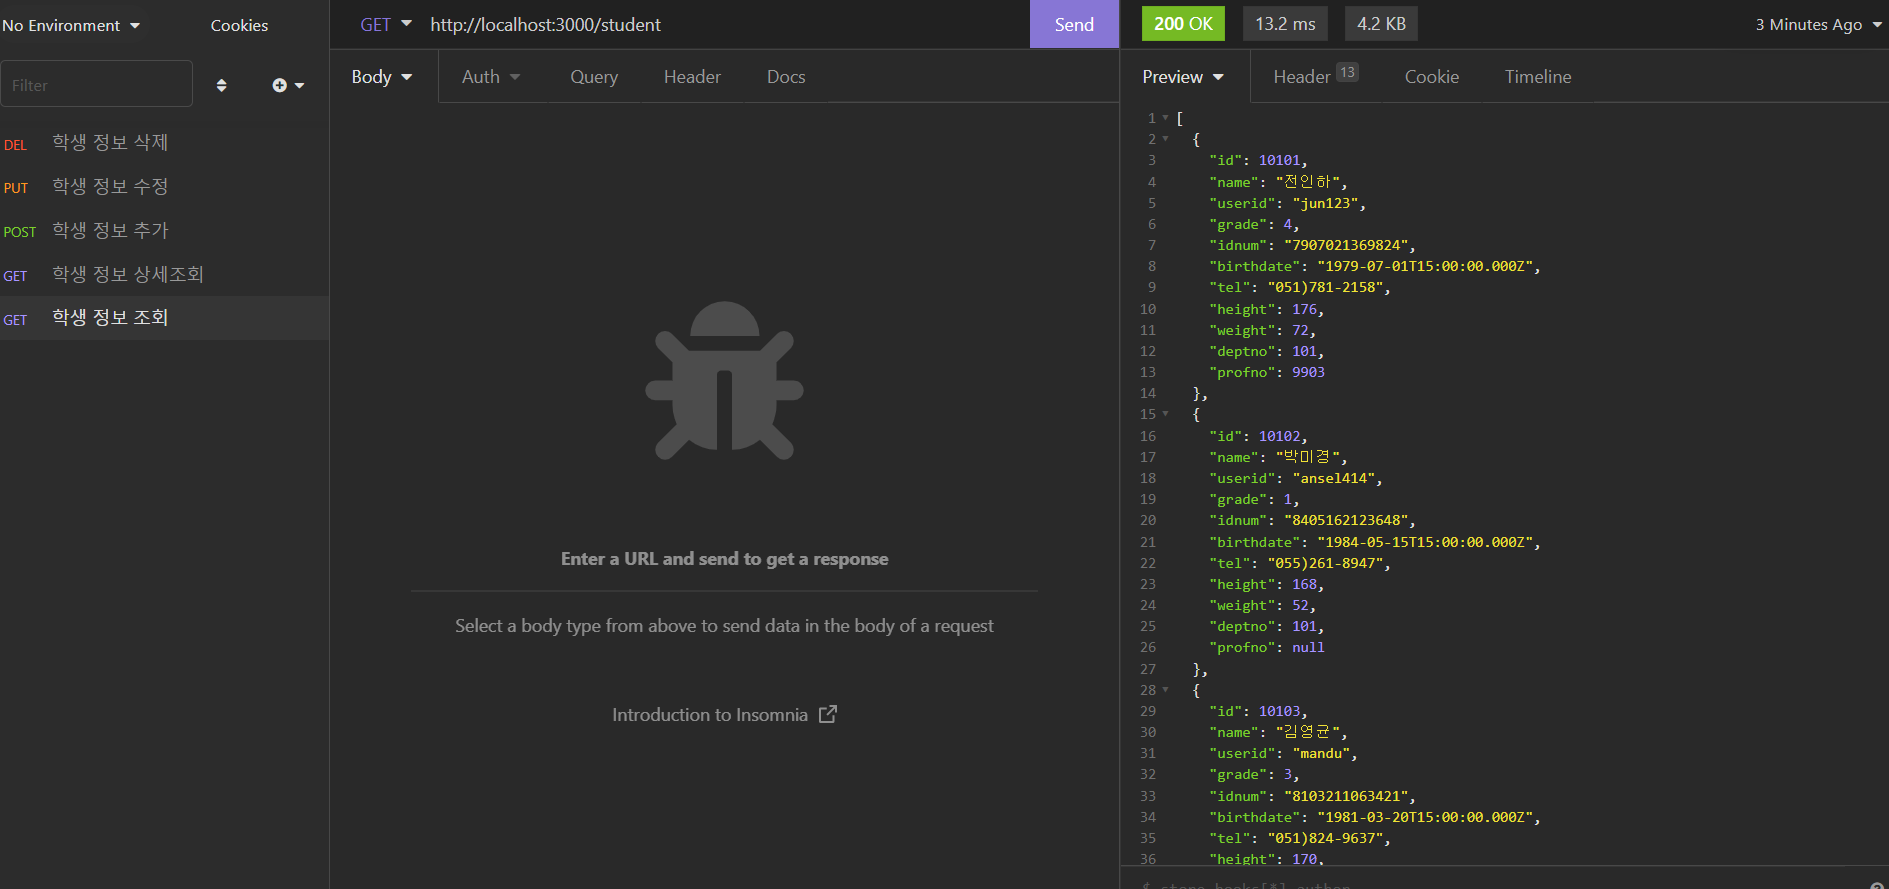 No Environment
Cookies
Filter
DEL 학생 정보 삭제
PUT 학생 정보 수정
POST 학생 정보 추가
GET 학생 정보 상세조회
GET 학생 정보 조회
GET http://localhost:3000/student
Send
Body Auth Query Header Docs
Enter a URL and send to get a response
Select a body type from above to send data in the body of a request
Introduction to Insomnia
200 OK 13.2 ms 4.2 KB 3 Minutes Ago
Preview Header 13 Cookie Timeline
1 [
2 {
3 "id": 10101,
4 "name": "전인하",
5 "userid": "jun123",
6 "grade": 4,
7 "idnum": "7907021369824",
8 "birthdate": "1979-07-01T15:00:00.000Z",
9 "tel": "051)781-2158",
10 "height": 176,
11 "weight": 72,
12 "deptno": 101,
13 "profno": 9903
14 },
15 {
16 "id": 10102,
17 "name": "박미경",
18 "userid": "ansel414",
19 "grade": 1,
20 "idnum": "8405162123648",
21 "birthdate": "1984-05-15T15:00:00.000Z",
22 "tel": "055)261-8947",
23 "height": 168,
24 "weight": 52,
25 "deptno": 101,
26 "profno": null
27 },
28 {
29 "id": 10103,
30 "name": "김영균",
31 "userid": "mandu",
32 "grade": 3,
33 "idnum": "8103211063421",
34 "birthdate": "1981-03-20T15:00:00.000Z",
35 "tel": "051)824-9637",
36 "height": 170,